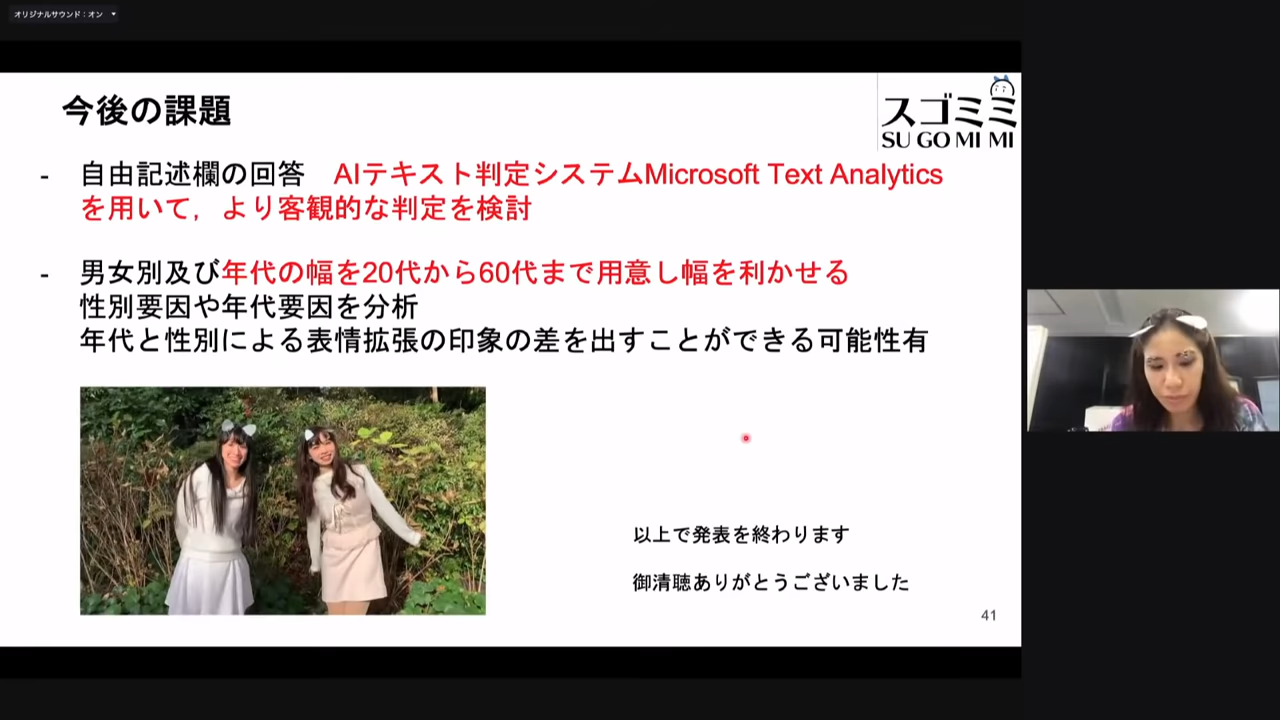 オリジナルサウンド：オン
今後の課題
スゴミミ
SU GO MI MI
- 自由記述欄の回答　AIテキスト判定システムMicrosoft Text Analytics
を用いて，より客観的な判定を検討
- 男女別及び年代の幅を20代から60代まで用意し幅を利かせる
性別要因や年代要因を分析
年代と性別による表情拡張の印象の差を出すことができる可能性有
以上で発表を終わります
御清聴ありがとうございました
41